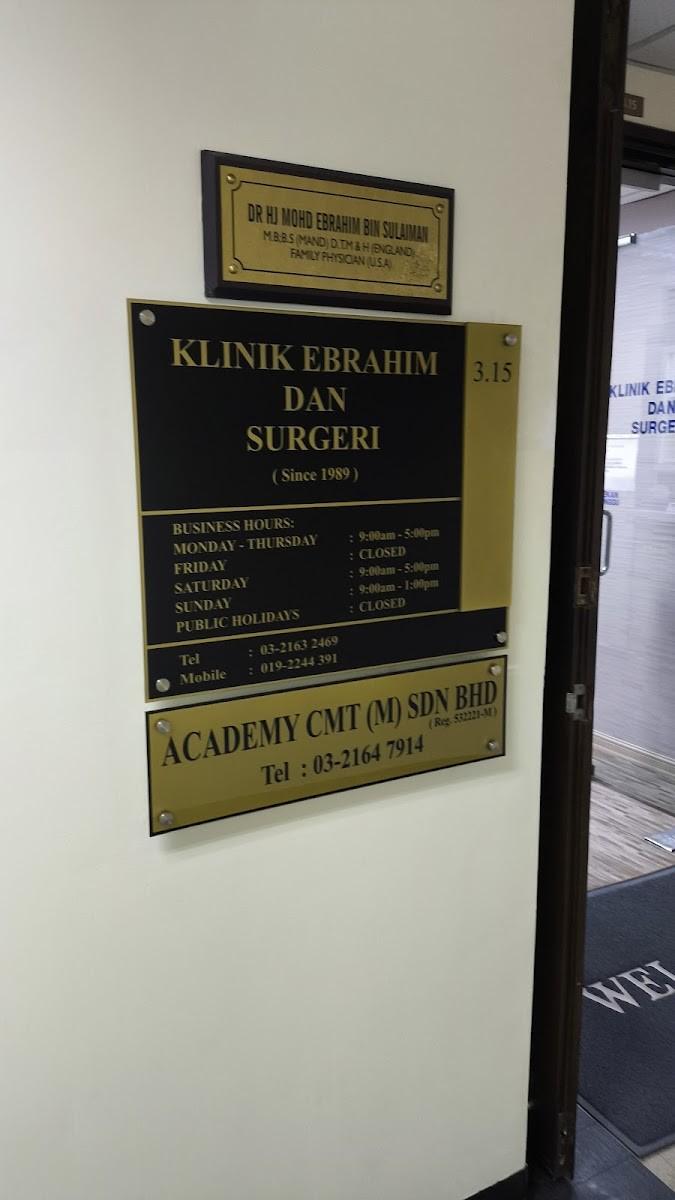 DR HJ MOHD EBRAHIM BIN SULAIMAN
M.B.B.S (MAND) D.T.M & H (ENGLAND)
FAMILY PHYSICIAN (U.S.A)
KLINIK EBRAHIM
DAN
SURGERI
( Since 1989 )
3.15
BUSINESS HOURS:
MONDAY - THURSDAY : 9:00am - 5:00pm
FRIDAY : CLOSED
SATURDAY : 9:00am - 5:00pm
SUNDAY : 9:00am - 1:00pm
PUBLIC HOLIDAYS : CLOSED
Tel : 03-2163 2469
Mobile : 019-2244 391
ACADEMY CMT (M) SDN BHD
( Reg. 532221-M )
Tel : 03-2164 7914
.15
KLINIK EB
DAN
SURGE
WEL